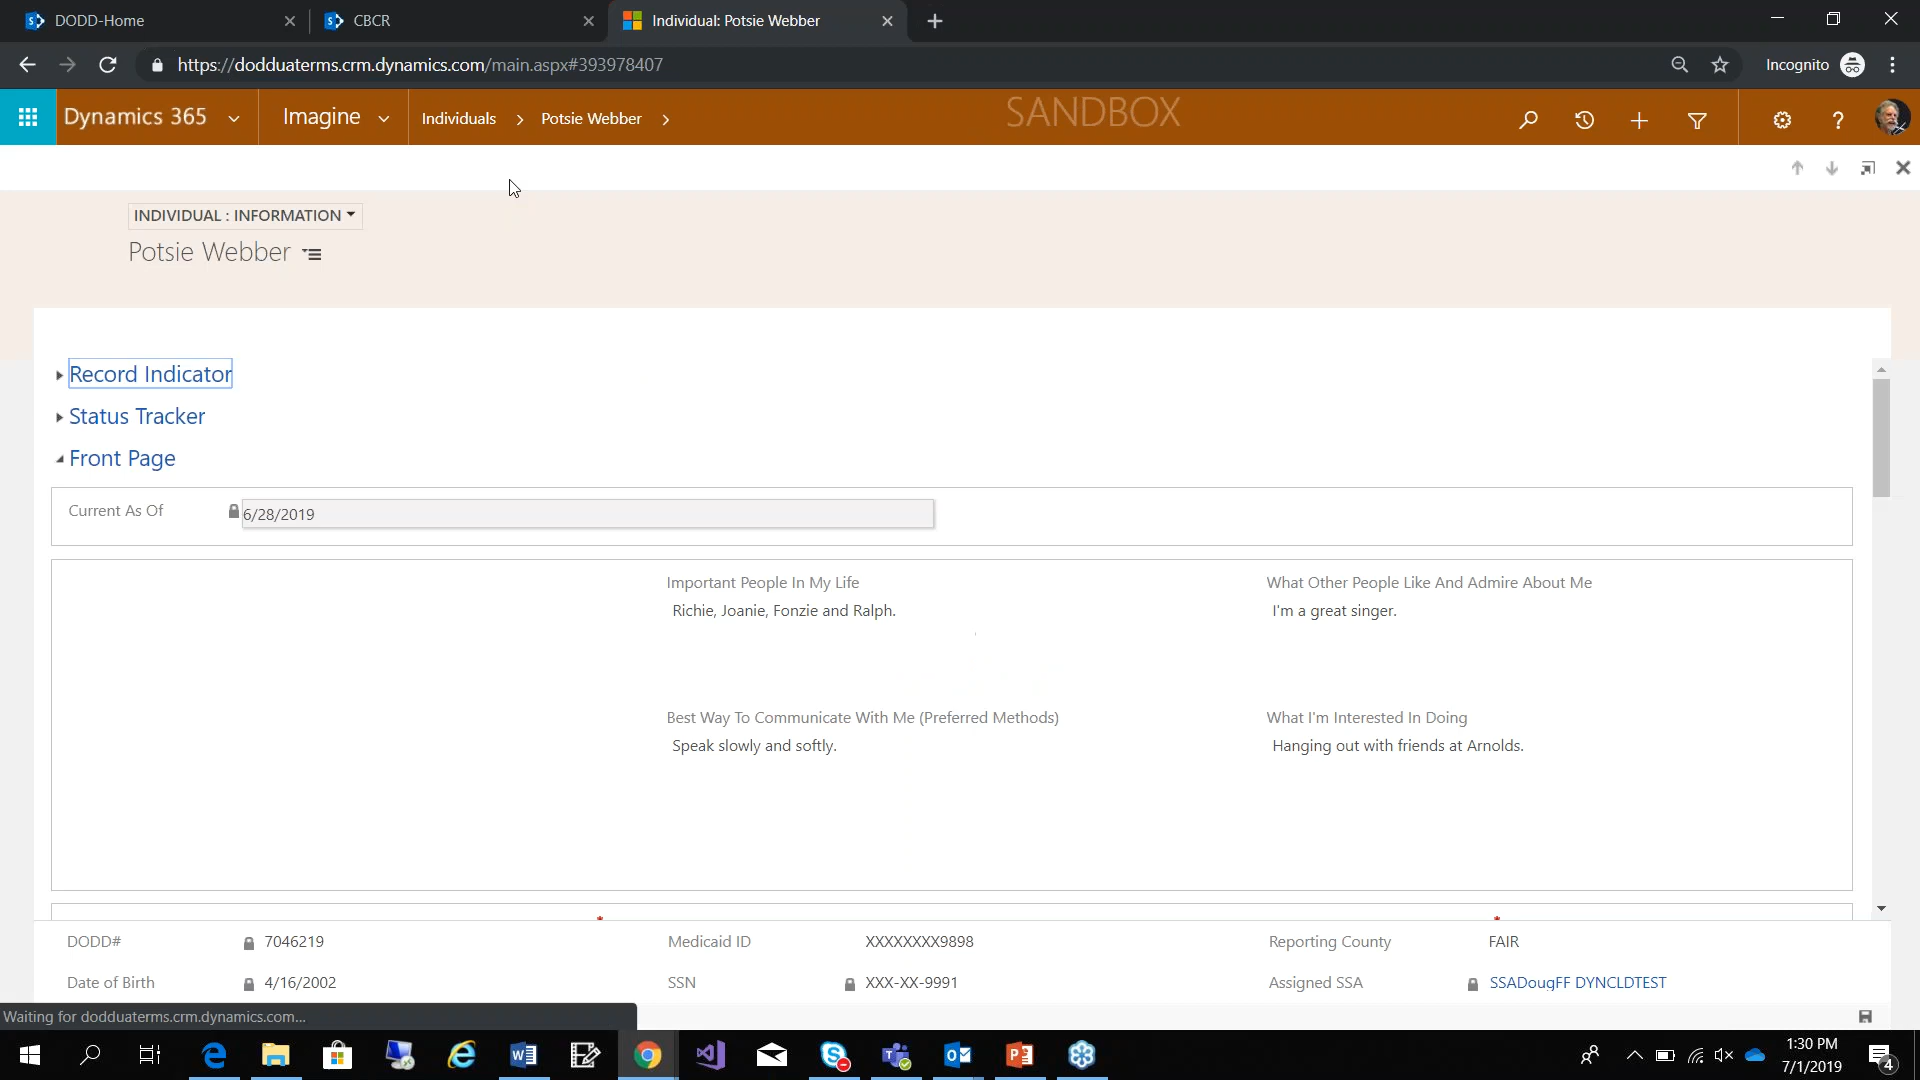 DODD-Home
CBCR
Individual: Potsie Webber
https://dodduaterms.crm.dynamics.com/main.aspx#393978407
Incognito
Dynamics 365
Imagine
Individuals
Potsie Webber
SANDBOX
INDIVIDUAL : INFORMATION
Potsie Webber
Record Indicator
Status Tracker
Front Page
Current As Of
6/28/2019
Important People In My Life
What Other People Like And Admire About Me
Richie, Joanie, Fonzie and Ralph.
I'm a great singer.
Best Way To Communicate With Me (Preferred Methods)
What I'm Interested In Doing
Speak slowly and softly.
Hanging out with friends at Arnolds.
* *
DODD# 7046219
Medicaid ID XXXXXXXX9898
Reporting County FAIR
Date of Birth 4/16/2002
SSN XXX-XX-9991
Assigned SSA SSADougFF DYNCLDTEST
Waiting for dodduaterms.crm.dynamics.com...
1:30 PM
7/1/2019
4